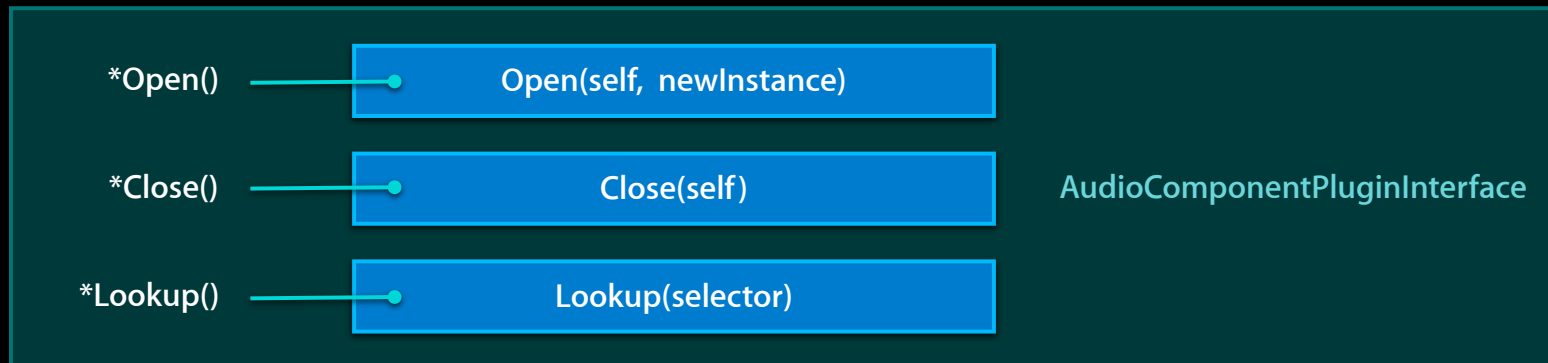 *Open()
Open(self, newInstance)
*Close()
Close(self)
AudioComponentPluginInterface
*Lookup()
Lookup(selector)